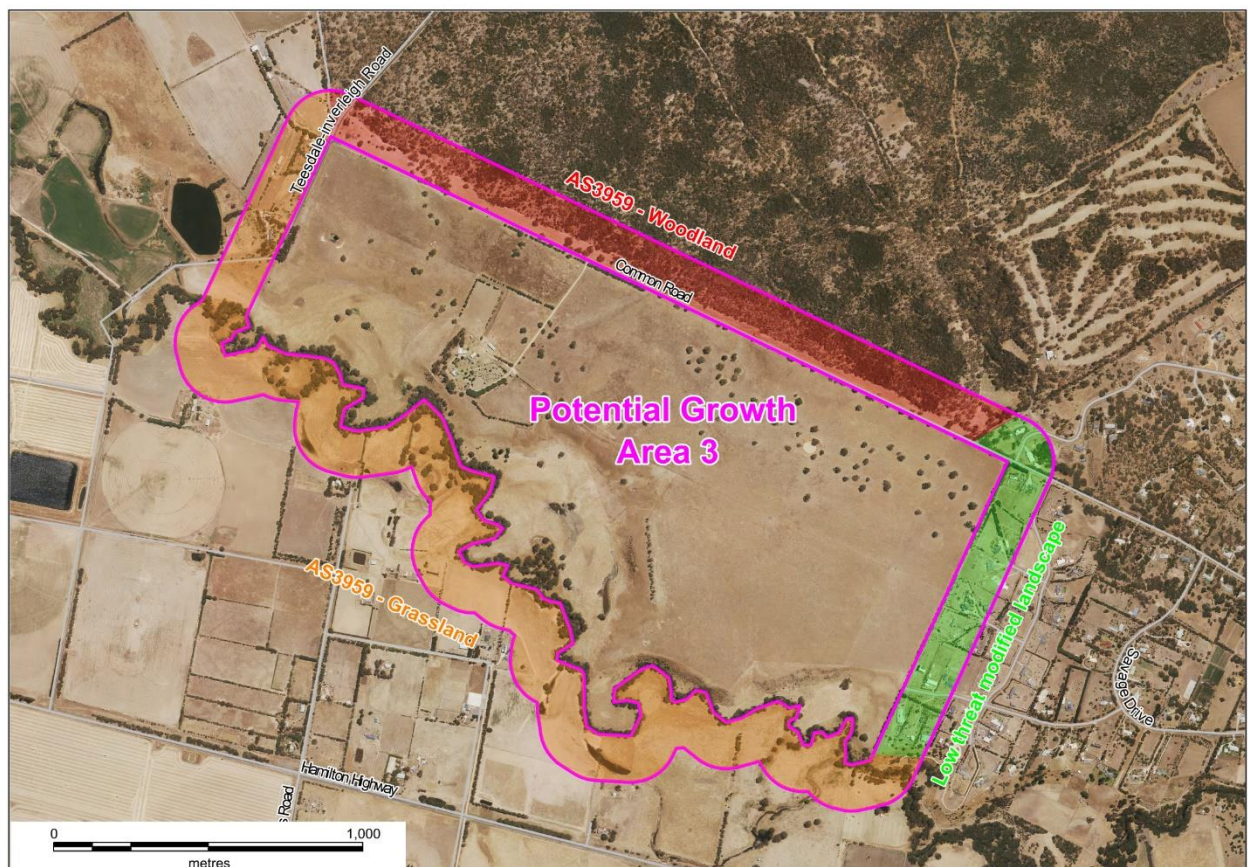 Teesdale-Inverleigh Road
AS3959 - Woodland
Common Road
Potential Growth
Area 3
AS3959 - Grassland
Low threat modified landscape
Savage Drive
Hamilton Highway
s Road
0 1,000
metres